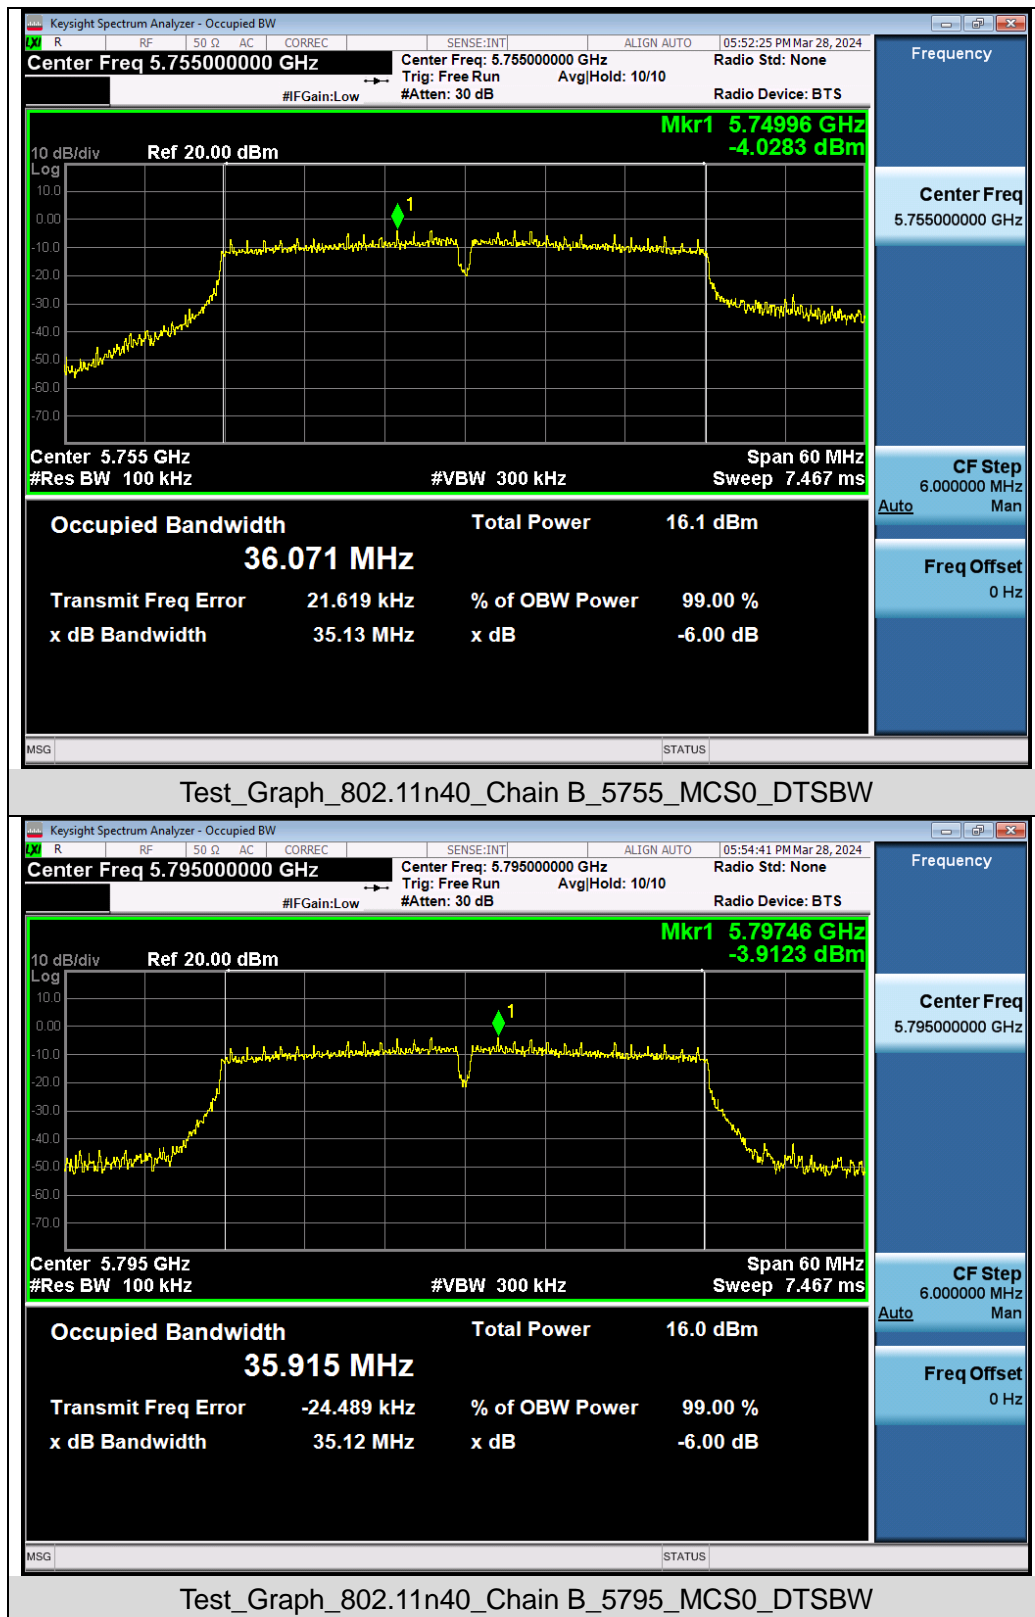 Keysight Spectrum Analyzer - Occupied BW
LXI R RF 50 Ω AC CORREC SENSE:INT ALIGN AUTO 05:52:25 PM Mar 28, 2024
Center Freq 5.755000000 GHz
Center Freq: 5.755000000 GHz
Radio Std: None
Trig: Free Run Avg|Hold: 10/10
#IFGain:Low
#Atten: 30 dB
Radio Device: BTS
Frequency
Mkr1 5.74996 GHz
-4.0283 dBm
10 dB/div Ref 20.00 dBm
Log
10.0
0.00
-10.0
-20.0
-30.0
-40.0
-50.0
-60.0
-70.0
1
Center Freq
5.755000000 GHz
Center 5.755 GHz
Span 60 MHz
#Res BW 100 kHz
#VBW 300 kHz
Sweep 7.467 ms
CF Step
6.000000 MHz
Auto Man
Occupied Bandwidth
Total Power 16.1 dBm
36.071 MHz
Transmit Freq Error 21.619 kHz
% of OBW Power 99.00 %
x dB Bandwidth 35.13 MHz
x dB -6.00 dB
Freq Offset
0 Hz
MSG
STATUS
Test_Graph_802.11n40_Chain B_5755_MCS0_DTSBW
Keysight Spectrum Analyzer - Occupied BW
LXI R RF 50 Ω AC CORREC SENSE:INT ALIGN AUTO 05:54:41 PM Mar 28, 2024
Center Freq 5.795000000 GHz
Center Freq: 5.795000000 GHz
Radio Std: None
Trig: Free Run Avg|Hold: 10/10
#IFGain:Low
#Atten: 30 dB
Radio Device: BTS
Frequency
Mkr1 5.79746 GHz
-3.9123 dBm
10 dB/div Ref 20.00 dBm
Log
10.0
0.00
-10.0
-20.0
-30.0
-40.0
-50.0
-60.0
-70.0
1
Center Freq
5.795000000 GHz
Center 5.795 GHz
Span 60 MHz
#Res BW 100 kHz
#VBW 300 kHz
Sweep 7.467 ms
CF Step
6.000000 MHz
Auto Man
Occupied Bandwidth
Total Power 16.0 dBm
35.915 MHz
Transmit Freq Error -24.489 kHz
% of OBW Power 99.00 %
x dB Bandwidth 35.12 MHz
x dB -6.00 dB
Freq Offset
0 Hz
MSG
STATUS
Test_Graph_802.11n40_Chain B_5795_MCS0_DTSBW